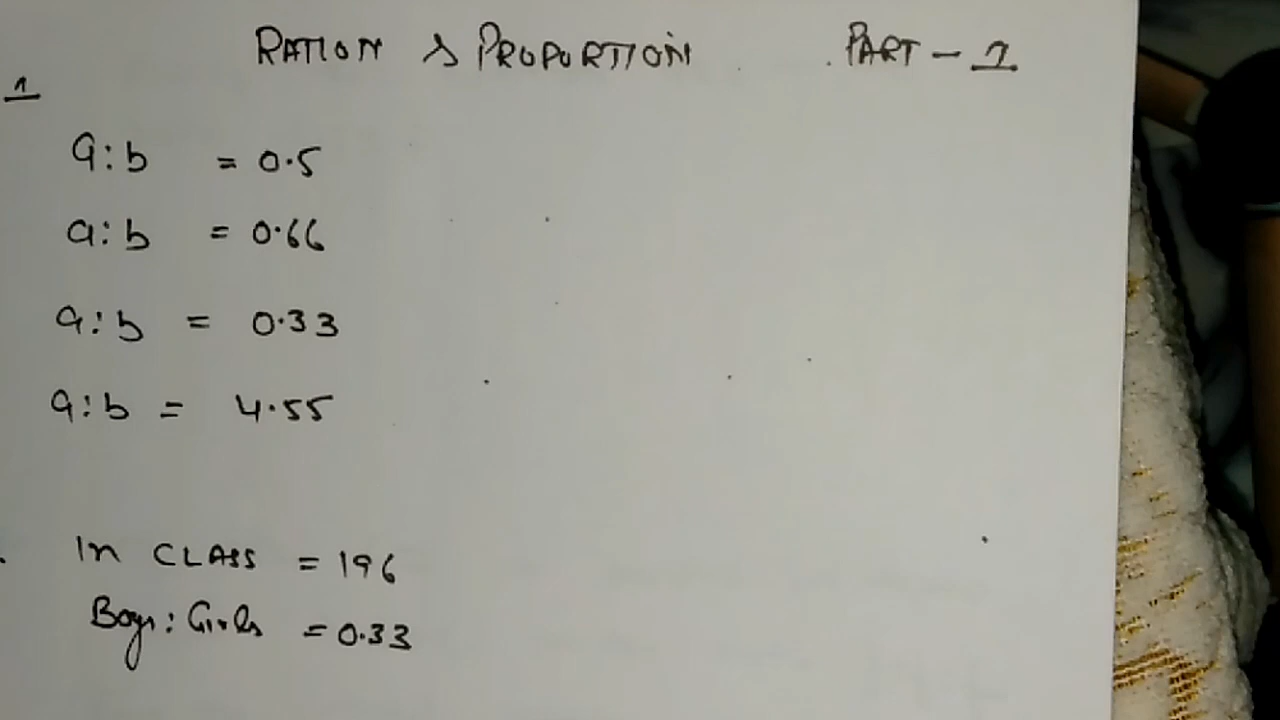 RATION & PROPORTION PART - 1
1
a:b = 0.5
a:b = 0.66
a:b = 0.33
a:b = 4.55
In CLASS = 196
Boys: Girls = 0.33